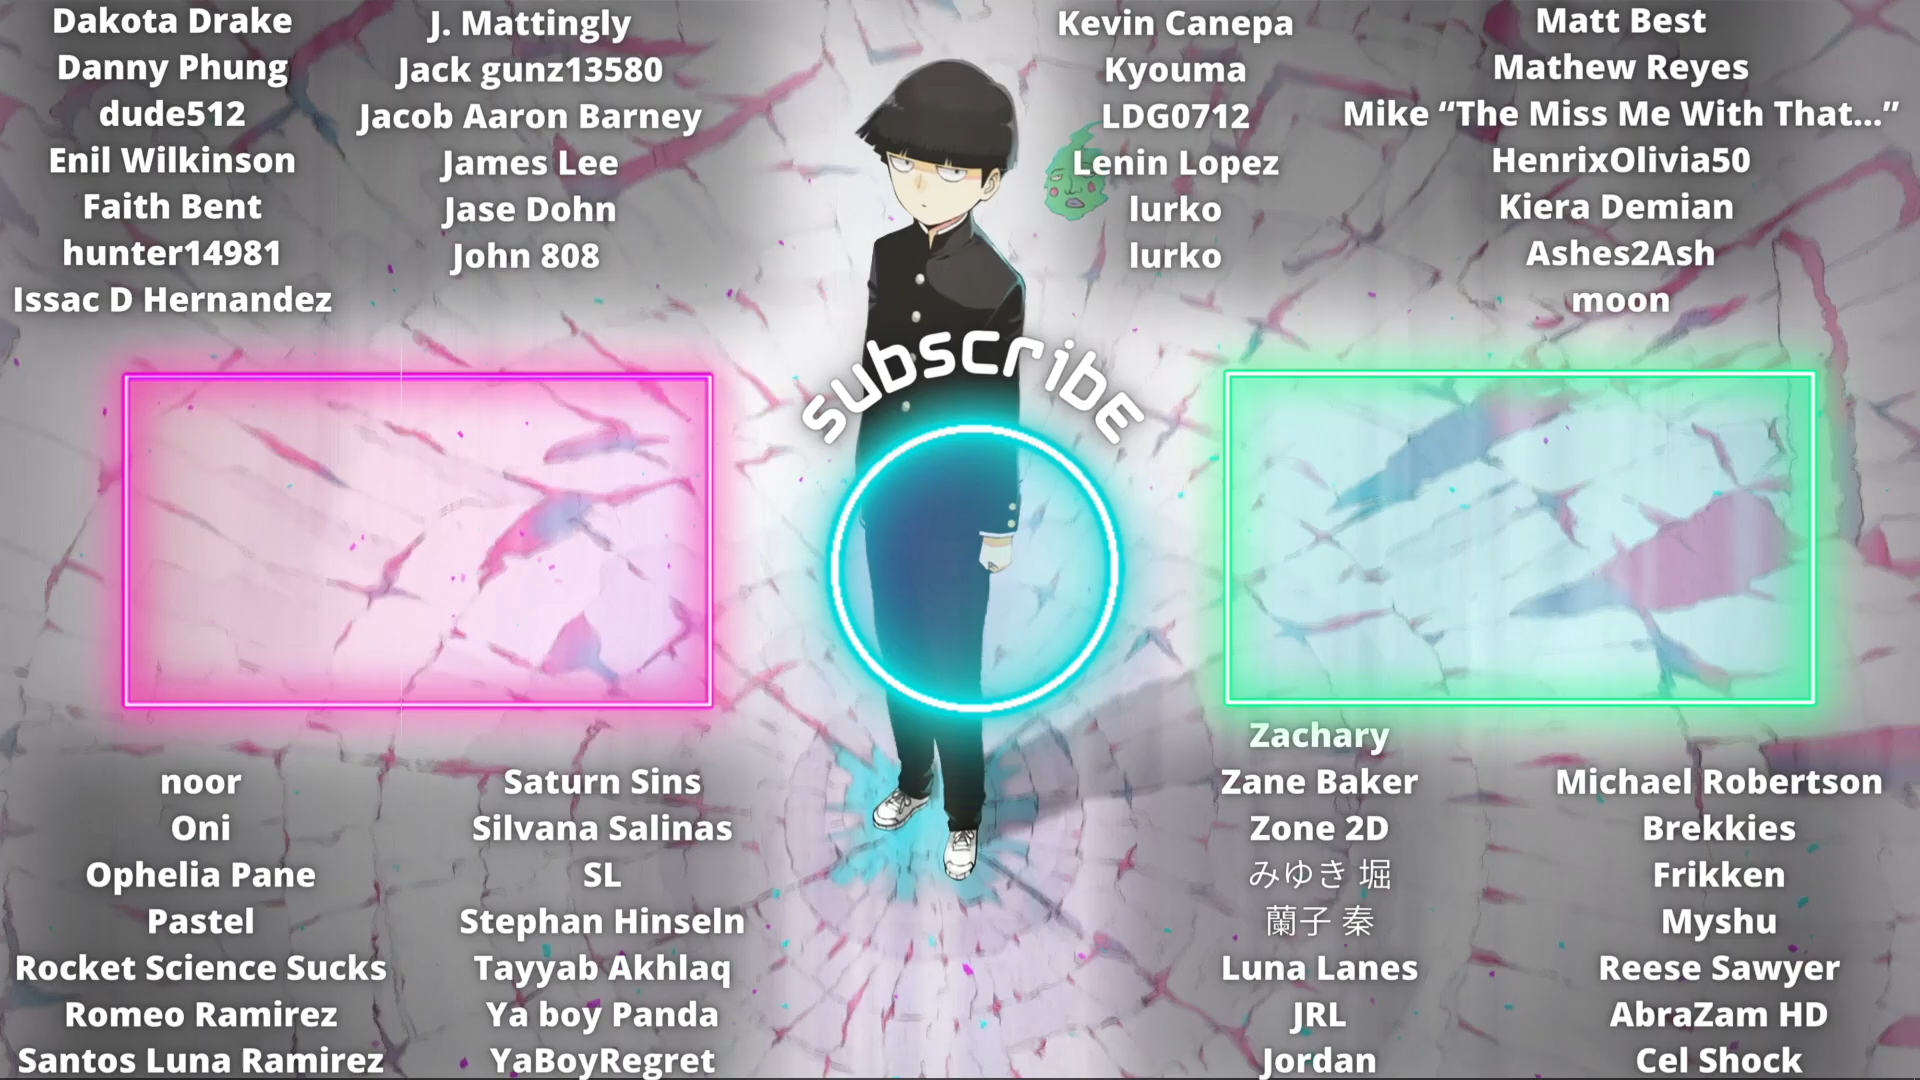 Dakota Drake
Danny Phung
dude512
Enil Wilkinson
Faith Bent
hunter14981
Issac D Hernandez
J. Mattingly
Jack gunz13580
Jacob Aaron Barney
James Lee
Jase Dohn
John 808
Kevin Canepa
Kyouma
LDG0712
Lenin Lopez
lurko
lurko
Matt Best
Mathew Reyes
Mike “The Miss Me With That...”
HenrixOlivia50
Kiera Demian
Ashes2Ash
moon
subscribe
noor
Oni
Ophelia Pane
Pastel
Rocket Science Sucks
Romeo Ramirez
Santos Luna Ramirez
Saturn Sins
Silvana Salinas
SL
Stephan Hinseln
Tayyab Akhlaq
Ya boy Panda
YaBoyRegret
Zachary
Zane Baker
Zone 2D
みゆき 堀
蘭子 秦
Luna Lanes
JRL
Jordan
Michael Robertson
Brekkies
Frikken
Myshu
Reese Sawyer
AbraZam HD
Cel Shock